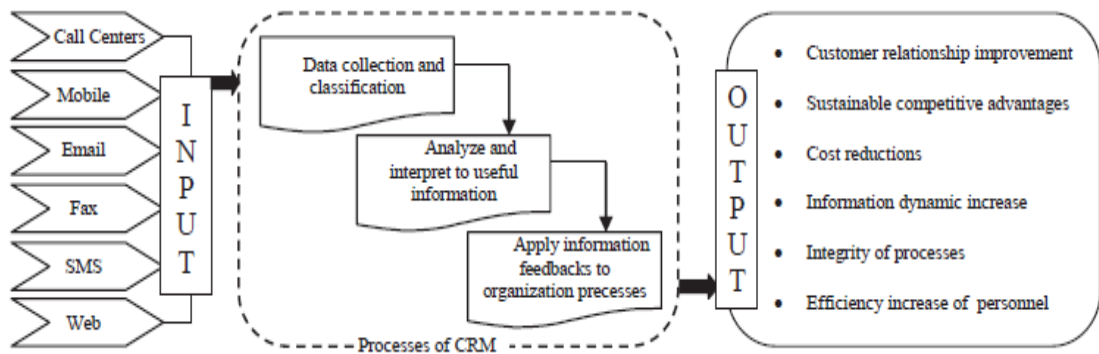 Call Centers
Mobile
Email
Fax
SMS
Web
INPUT
Data collection and
classification
Analyze and
interpret to useful
information
Apply information
feedbacks to
organization precesses
Processes of CRM
OUTPUT
• Customer relationship improvement
• Sustainable competitive advantages
• Cost reductions
• Information dynamic increase
• Integrity of processes
• Efficiency increase of personnel